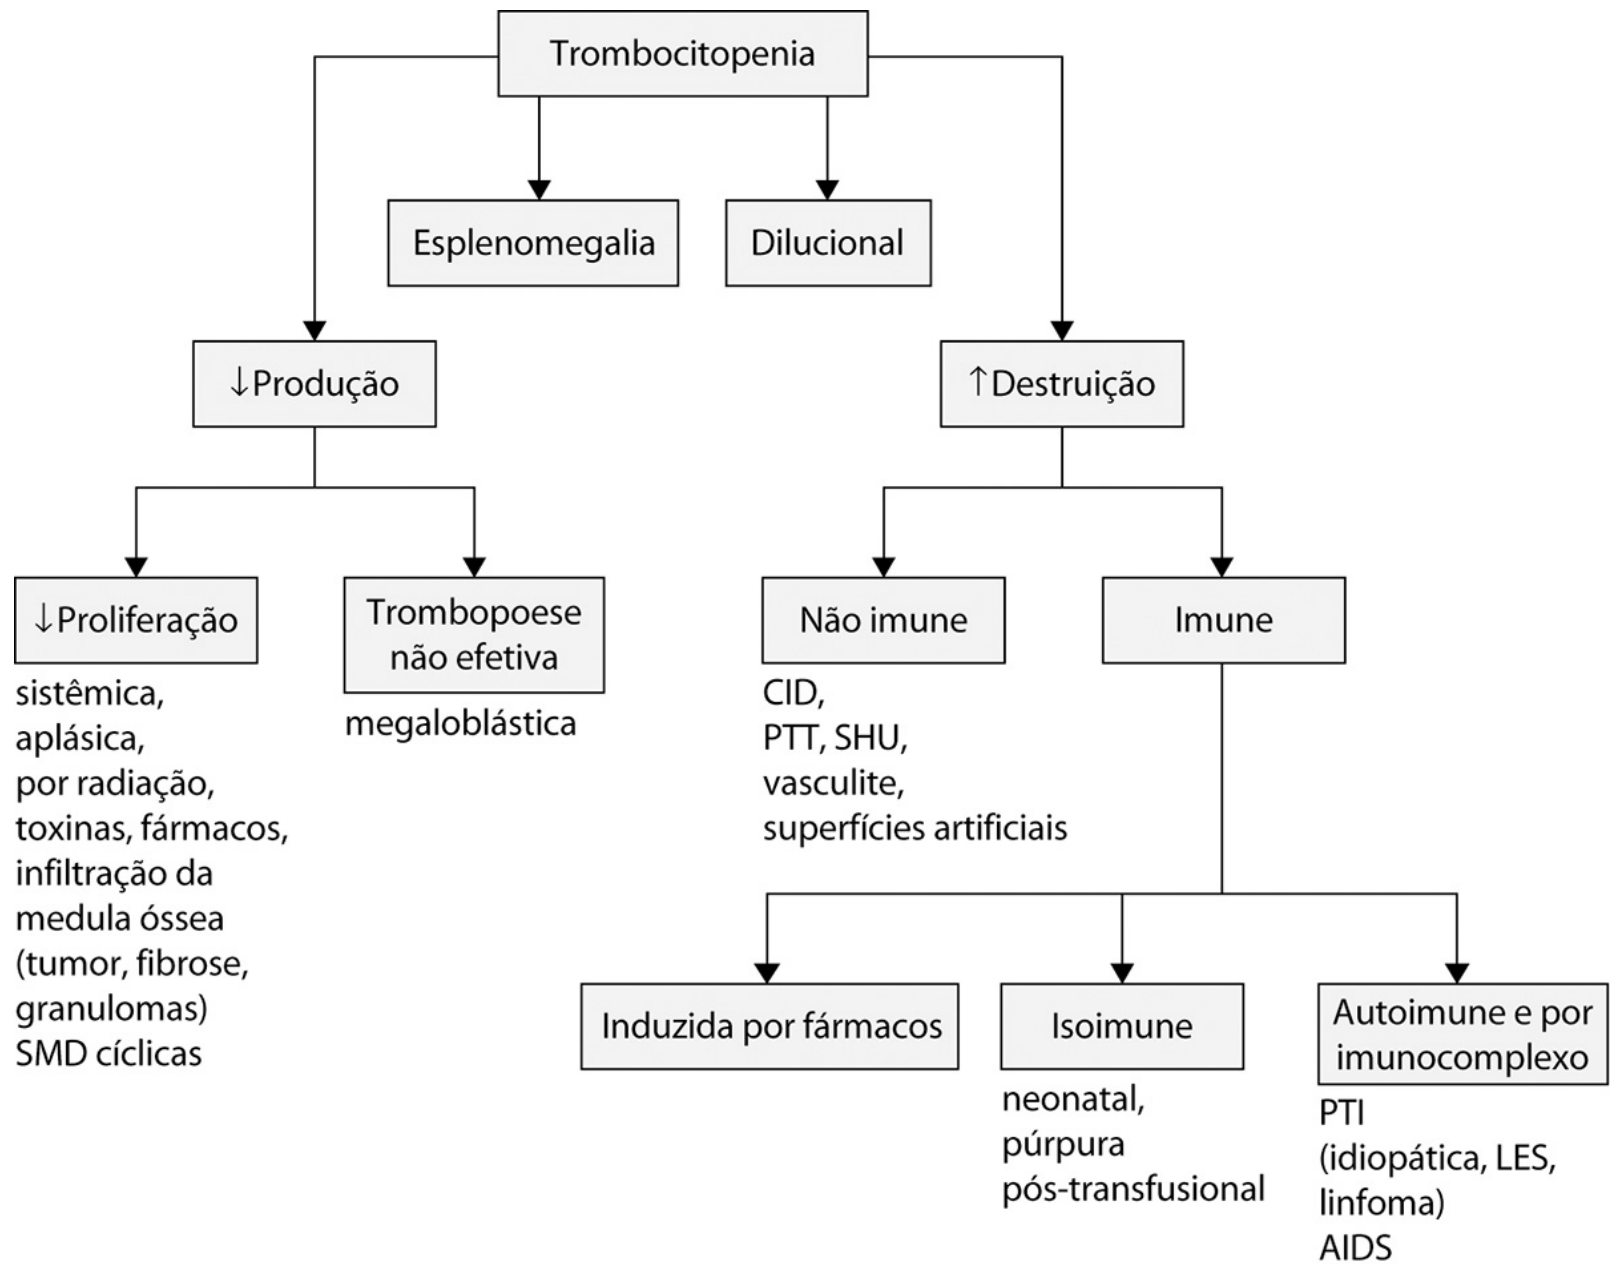 Trombocitopenia
Esplenomegalia
Dilucional
↓Produção
↑Destruição
↓Proliferação
sistêmica,
aplásica,
por radiação,
toxinas, fármacos,
infiltração da
medula óssea
(tumor, fibrose,
granulomas)
SMD cíclicas
Trombopoese
não efetiva
megaloblástica
Não imune
CID,
PTT, SHU,
vasculite,
superfícies artificiais
Imune
Induzida por fármacos
Isoimune
neonatal,
púrpura
pós-transfusional
Autoimune e por
imunocomplexo
PTI
(idiopática, LES,
linfoma)
AIDS